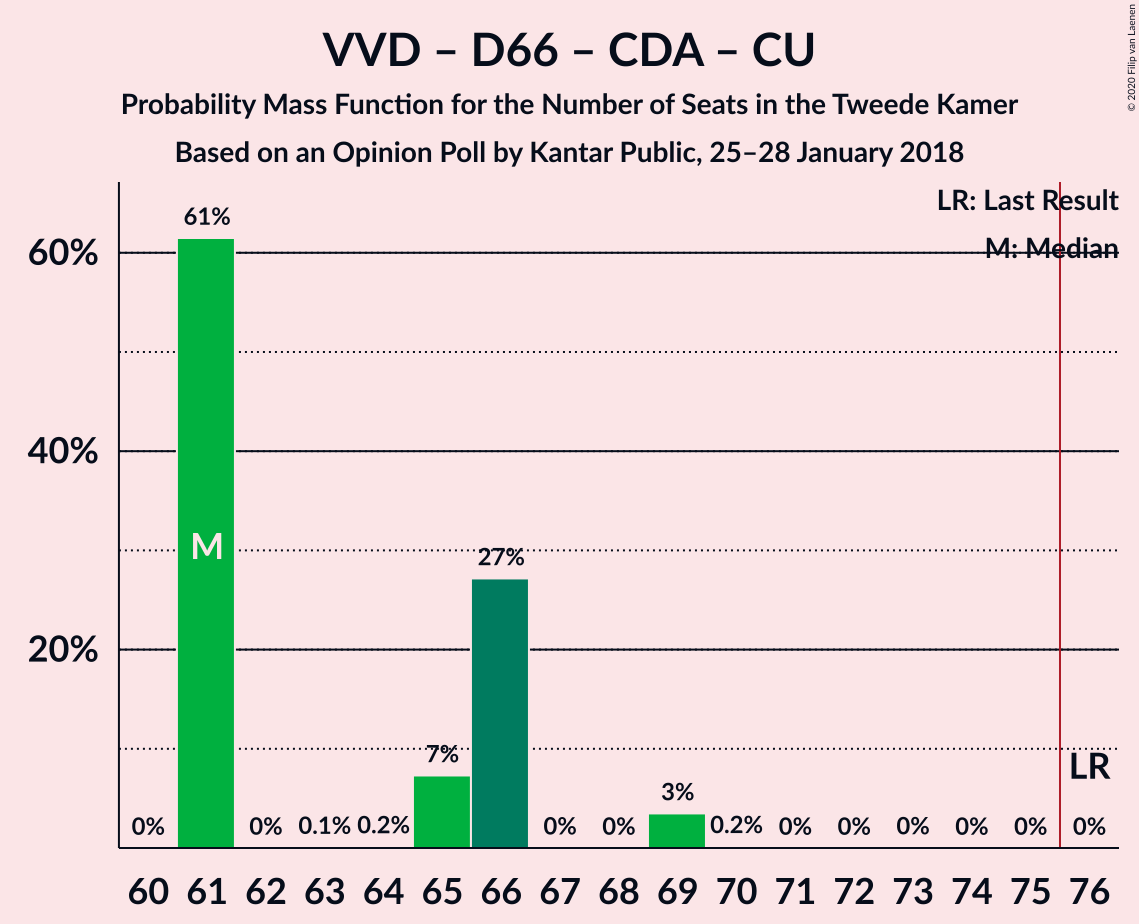 VVD – D66 – CDA – CU
Probability Mass Function for the Number of Seats in the Tweede Kamer
Based on an Opinion Poll by Kantar Public, 25–28 January 2018
© 2020 Filip van Laenen
LR: Last Result
M: Median
60%
40%
20%
61%
M
27%
7%
3%
LR
0% 0% 0.1% 0.2% 0% 0% 0.2% 0% 0% 0% 0% 0% 0%
60 61 62 63 64 65 66 67 68 69 70 71 72 73 74 75 76